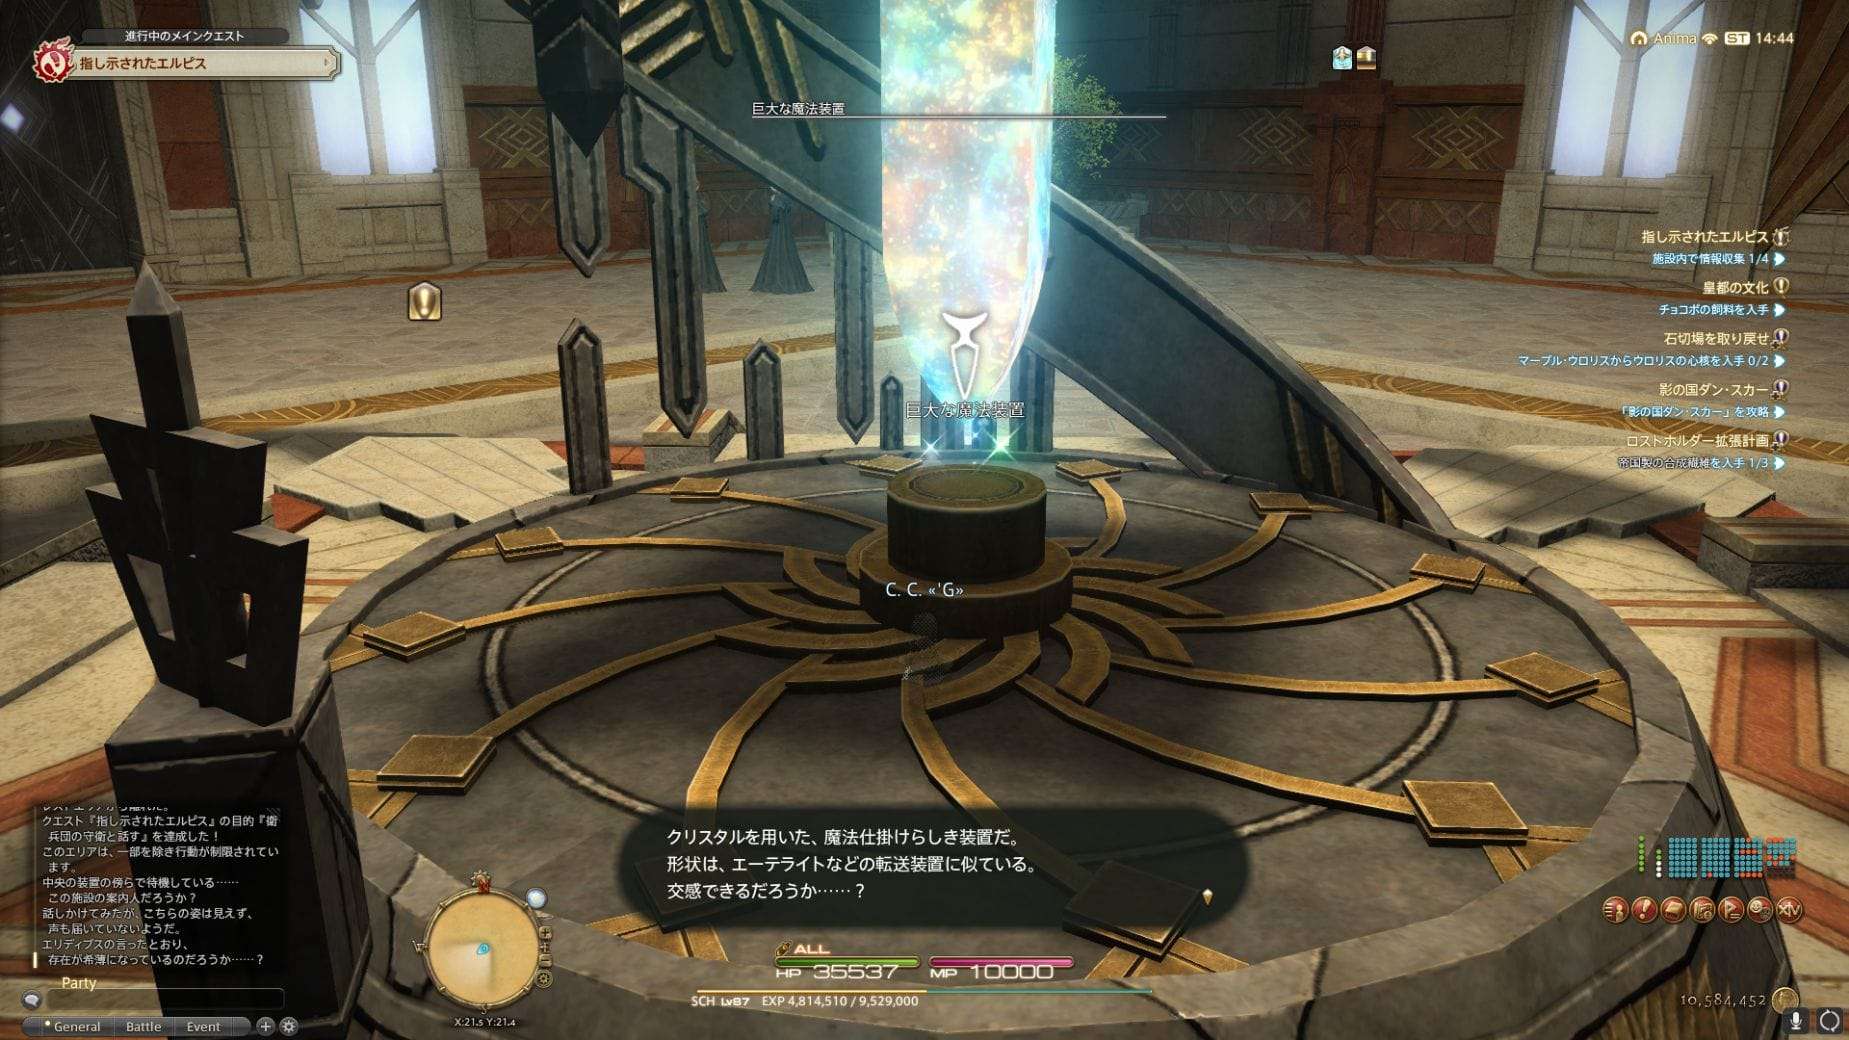 進行中のメインクエスト
指し示されたエルピス
巨大な魔法装置
Anima ST 14:44
指し示されたエルピス
施設内で情報収集 1/4
皇都の文化
チョコボの飼料を入手
石切場を取り戻せ
マーブル・ウロリスからウロリスの心核を入手 0/2
影の国ダン・スカー
「影の国ダン・スカー」を攻略
ロストホルダー拡張計画
帝国製の合成繊維を入手 1/3
巨大な魔法装置
C. C. «'G»
クリスタルを用いた、魔法仕掛けらしき装置だ。
形状は、エーテライトなどの転送装置に似ている。
交感できるだろうか……？
レストエリアから離れた。
クエスト『指し示されたエルピス』の目的『衛
兵団の守衛と話す』を達成した！
このエリアは、一部を除き行動が制限されてい
ます。
中央の装置の傍らで待機している……
この施設の案内人だろうか？
話しかけてみたが、こちらの姿は見えず、
声も届いていないようだ。
エリディブスの言ったとおり、
存在が希薄になっているのだろうか……？
Party
General Battle Event
X:21.5 Y:21.4
ALL
HP 35537 MP 10000
SCH Lv87 EXP 4,814,510 / 9,529,000
10,584,452